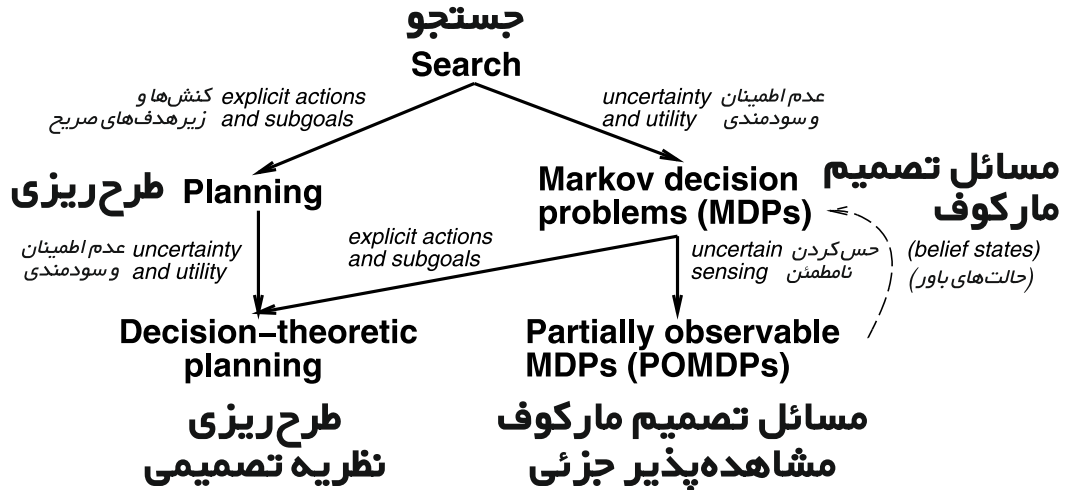 جستجو
Search
کنش‌ها و
زیرهدف‌های صریح
explicit actions
and subgoals
uncertainty
and utility
عدم اطمینان
و سودمندی
طرح‌ریزی
Planning
Markov decision
problems (MDPs)
مسائل تصمیم
مارکوف
عدم اطمینان
و سودمندی
uncertainty
and utility
explicit actions
and subgoals
uncertain
sensing
حس‌کردن
نامطمئن
(belief states)
(حالت‌های باور)
Decision–theoretic
planning
Partially observable
MDPs (POMDPs)
طرح‌ریزی
نظریه تصمیمی
مسائل تصمیم مارکوف
مشاهده‌پذیر جزئی